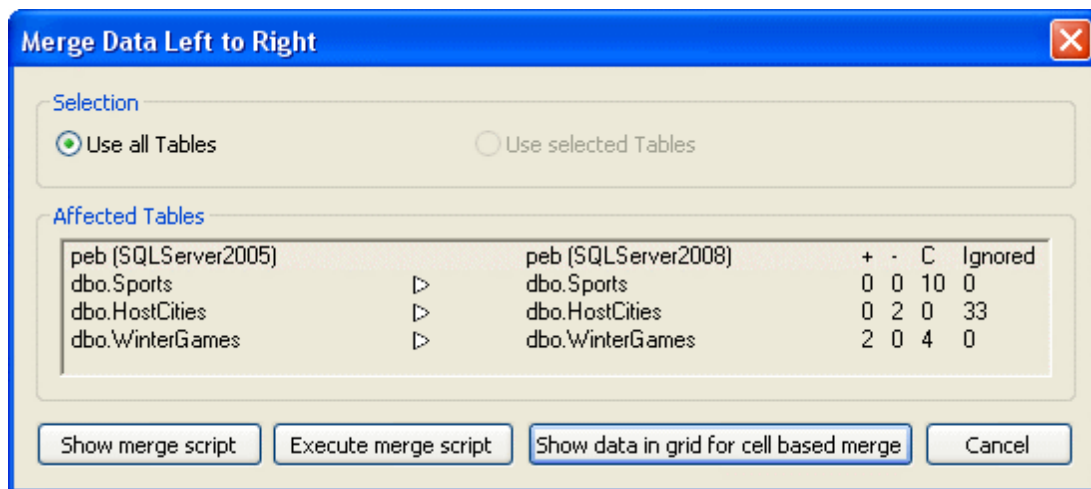 Merge Data Left to Right
Selection
Use all Tables Use selected Tables
Affected Tables
peb (SQLServer2005) peb (SQLServer2008) + - C Ignored
dbo.Sports dbo.Sports 0 0 10 0
dbo.HostCities dbo.HostCities 0 2 0 33
dbo.WinterGames dbo.WinterGames 2 0 4 0
Show merge script Execute merge script Show data in grid for cell based merge Cancel